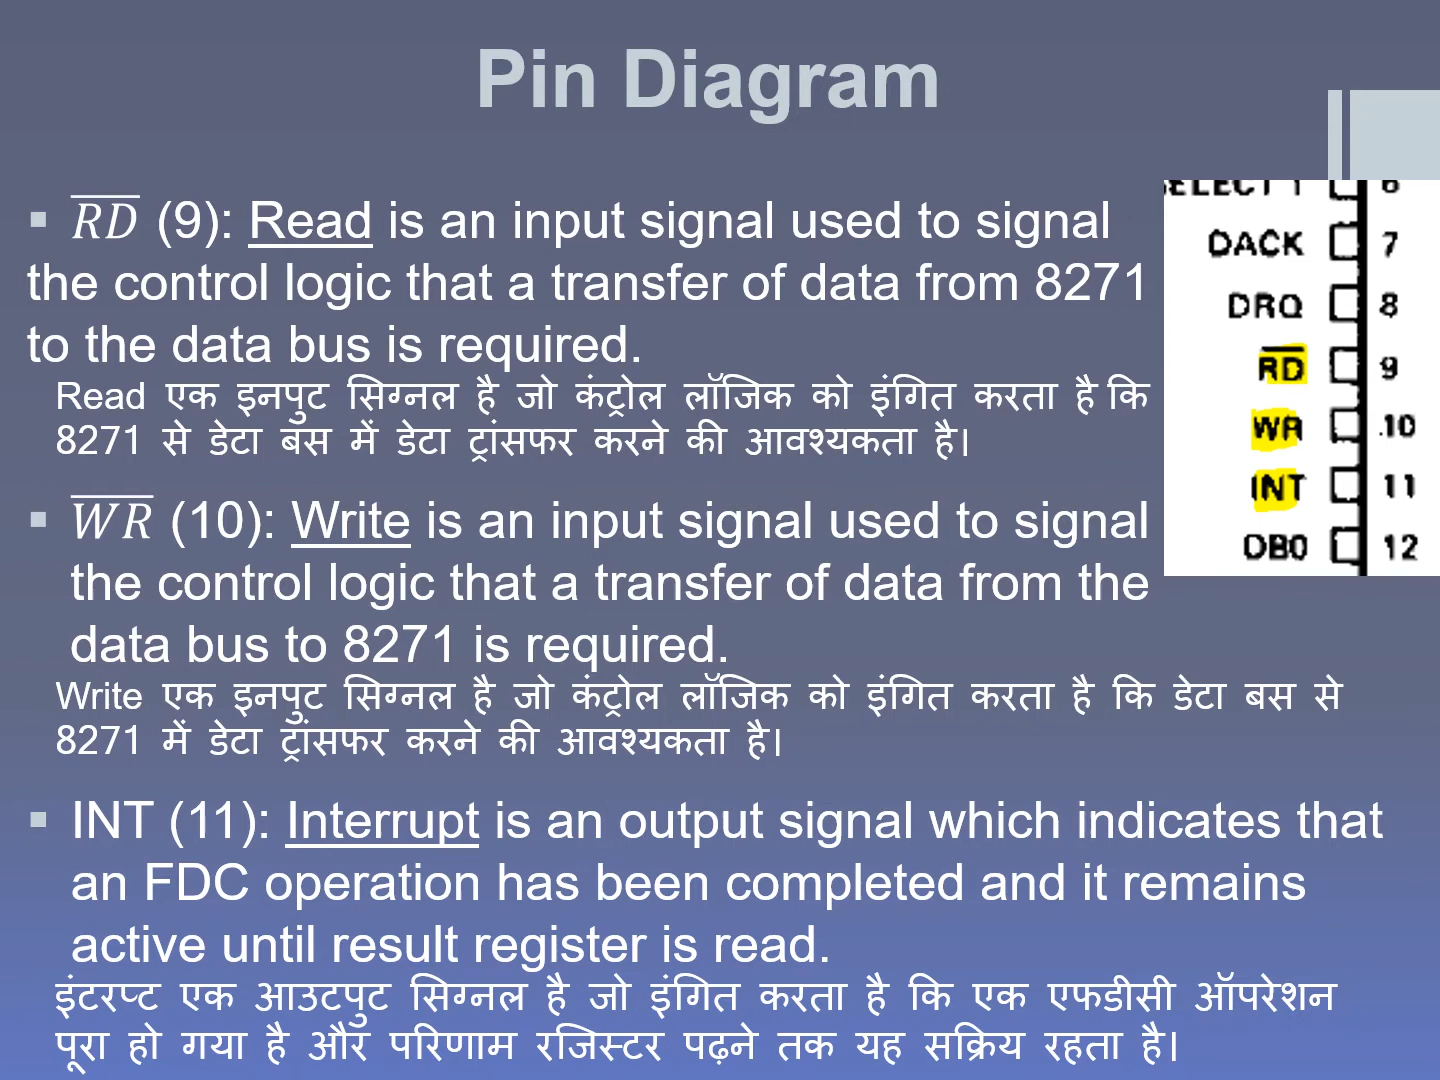 Pin Diagram
▪ R̅D̅ (9): Read is an input signal used to signal
the control logic that a transfer of data from 8271
to the data bus is required.
Read एक इनपुट सिग्नल है जो कंट्रोल लॉजिक को इंगित करता है कि
8271 से डेटा बस में डेटा ट्रांसफर करने की आवश्यकता है।
▪ W̅R̅ (10): Write is an input signal used to signal
the control logic that a transfer of data from the
data bus to 8271 is required.
Write एक इनपुट सिग्नल है जो कंट्रोल लॉजिक को इंगित करता है कि डेटा बस से
8271 में डेटा ट्रांसफर करने की आवश्यकता है।
▪ INT (11): Interrupt is an output signal which indicates that
an FDC operation has been completed and it remains
active until result register is read.
इंटरप्ट एक आउटपुट सिग्नल है जो इंगित करता है कि एक एफडीसी ऑपरेशन
पूरा हो गया है और परिणाम रजिस्टर पढ़ने तक यह सक्रिय रहता है।
SELECT 1 6
DACK 7
DRQ 8
R̅D̅ 9
WR 10
INT 11
DB0 12